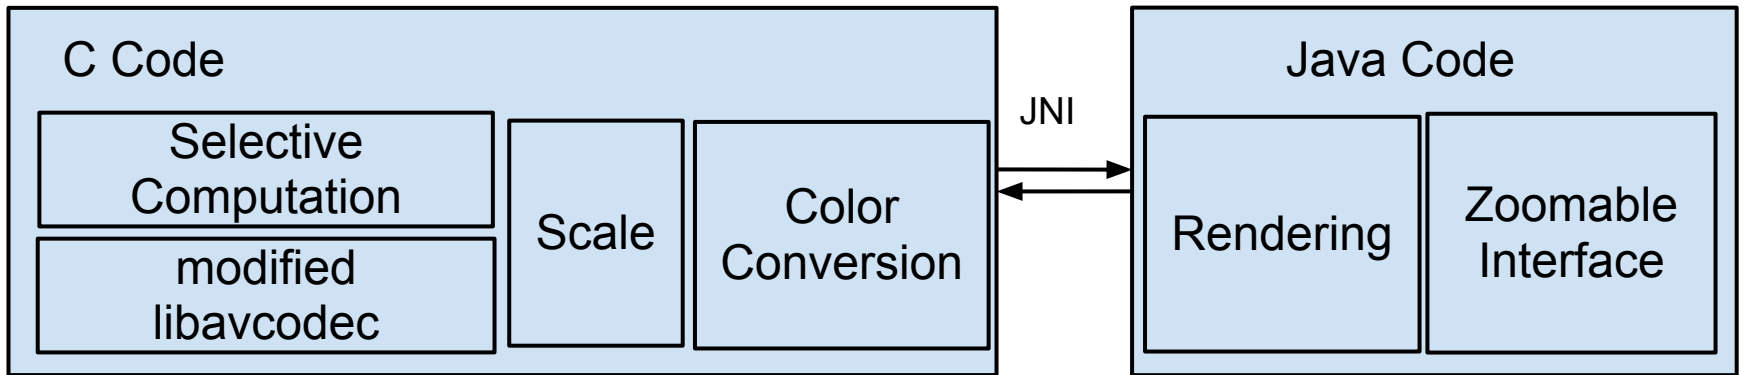 C Code
Selective
Computation
modified
libavcodec
Scale
Color
Conversion
JNI
Java Code
Rendering
Zoomable
Interface